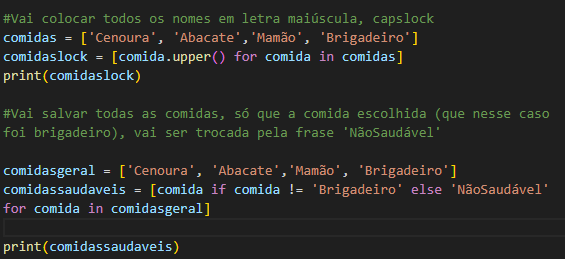 #Vai colocar todos os nomes em letra maiúscula, capslock
comidas = ['Cenoura', 'Abacate','Mamão', 'Brigadeiro']
comidaslock = [comida.upper() for comida in comidas]
print(comidaslock)
#Vai salvar todas as comidas, só que a comida escolhida (que nesse caso
foi brigadeiro), vai ser trocada pela frase 'NãoSaudável'
comidasgeral = ['Cenoura', 'Abacate','Mamão', 'Brigadeiro']
comidassaudaveis = [comida if comida != 'Brigadeiro' else 'NãoSaudável'
for comida in comidasgeral]
print(comidassaudaveis)